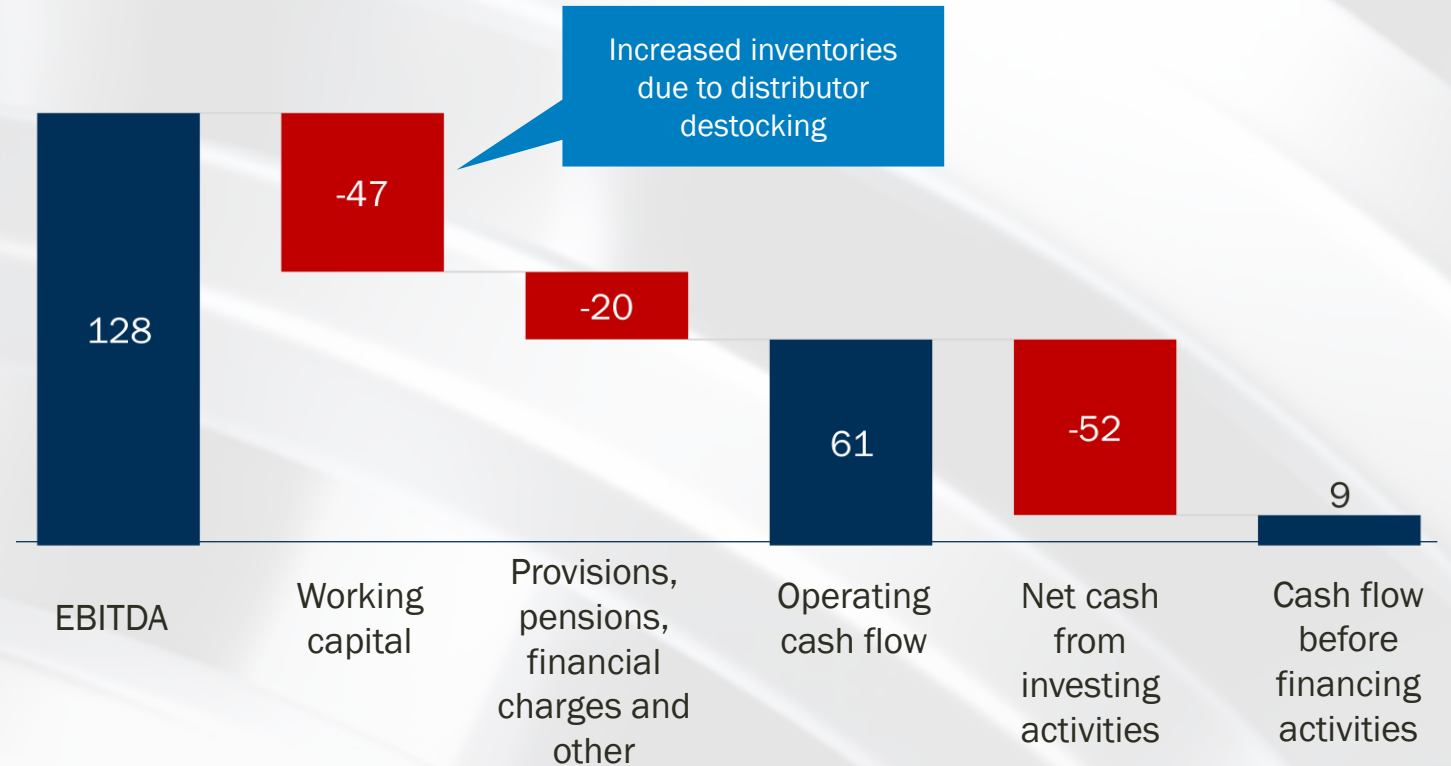 Increased inventories
due to distributor
destocking
128
-47
-20
61
-52
9
EBITDA
Working
capital
Provisions,
pensions,
financial
charges and
other
Operating
cash flow
Net cash
from
investing
activities
Cash flow
before
financing
activities